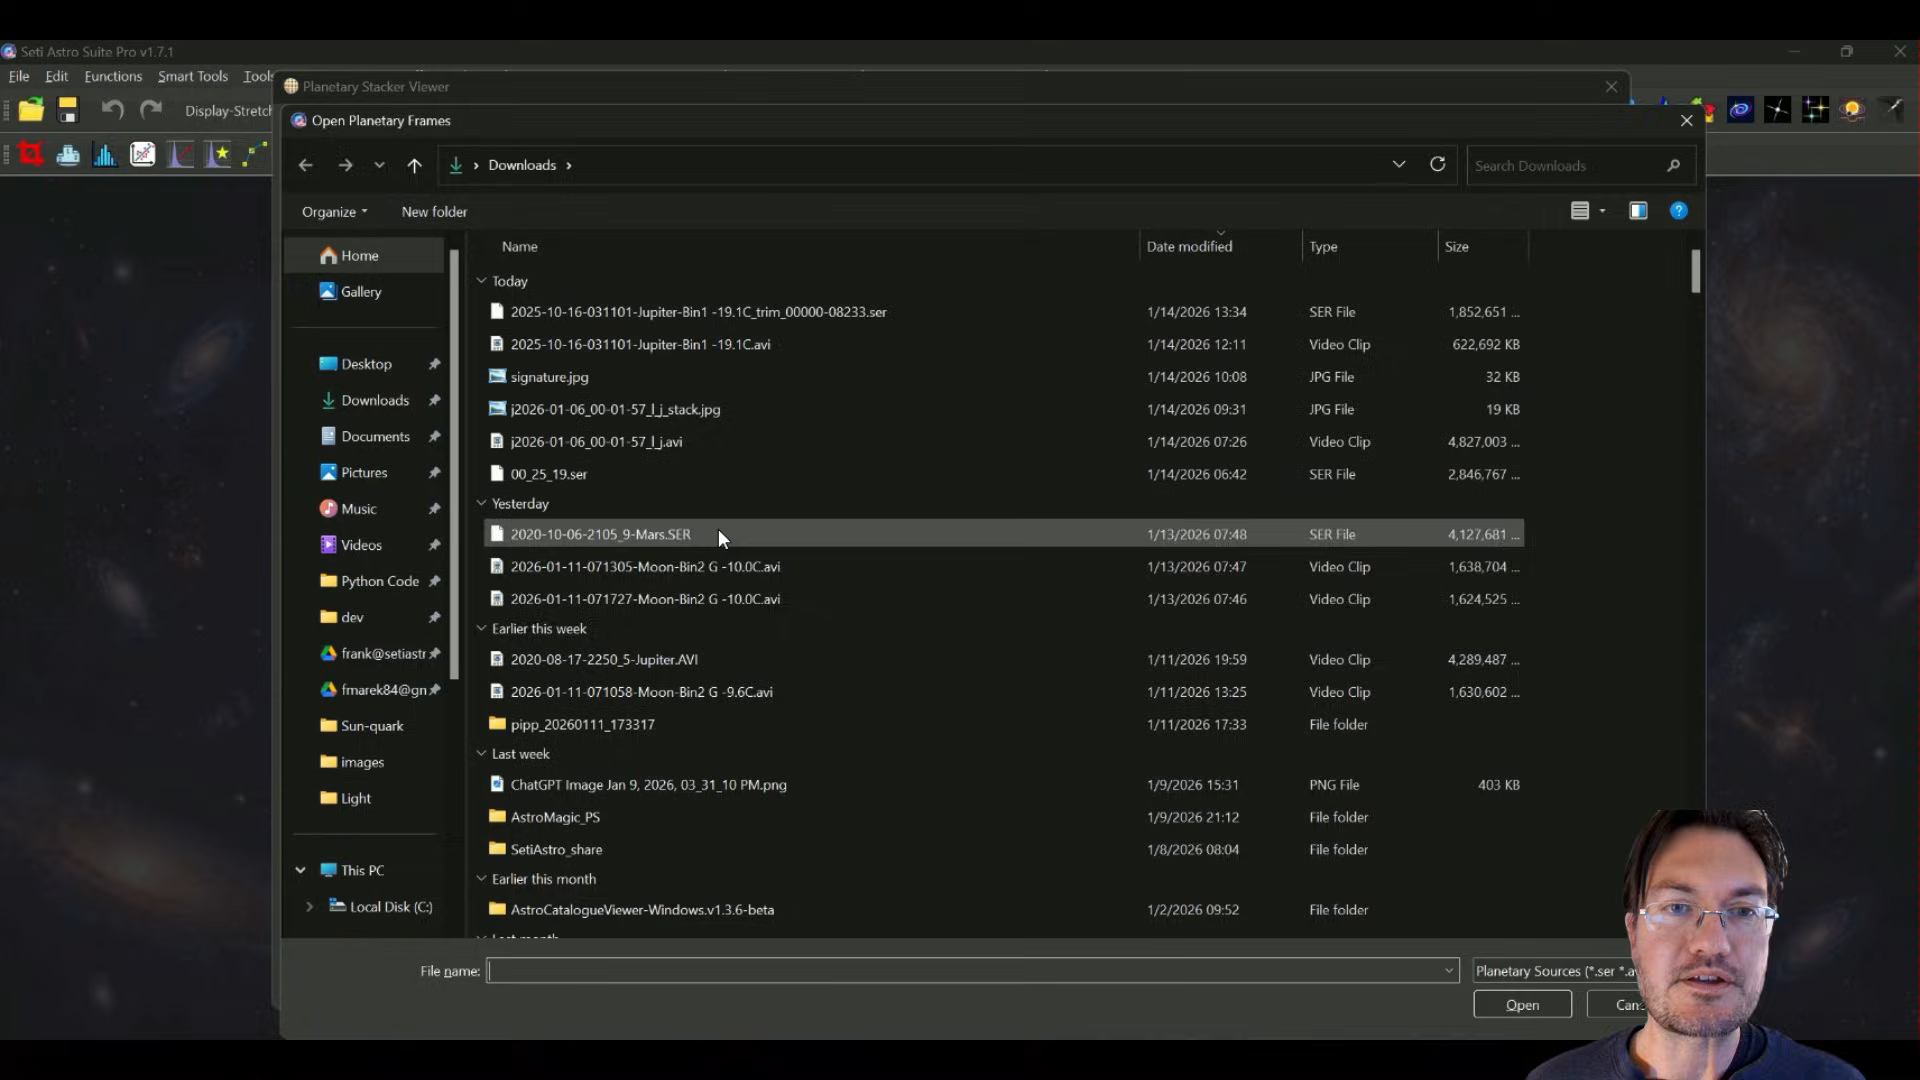 Seti Astro Suite Pro v1.7.1
File Edit Functions Smart Tools Tools
Planetary Stacker Viewer
Display-Stretch
Open Planetary Frames
Downloads
Search Downloads
Organize
New folder
Name Date modified Type Size
Home
Gallery
Desktop
Downloads
Documents
Pictures
Music
Videos
Python Code
dev
frank@setiastr
fmarek84@gn
Sun-quark
images
Light
This PC
Local Disk (C:)
Today
2025-10-16-031101-Jupiter-Bin1 -19.1C_trim_00000-08233.ser 1/14/2026 13:34 SER File 1,852,651 ...
2025-10-16-031101-Jupiter-Bin1 -19.1C.avi 1/14/2026 12:11 Video Clip 622,692 KB
signature.jpg 1/14/2026 10:08 JPG File 32 KB
j2026-01-06_00-01-57_l_j_stack.jpg 1/14/2026 09:31 JPG File 19 KB
j2026-01-06_00-01-57_l_j.avi 1/14/2026 07:26 Video Clip 4,827,003 ...
00_25_19.ser 1/14/2026 06:42 SER File 2,846,767 ...
Yesterday
2020-10-06-2105_9-Mars.SER 1/13/2026 07:48 SER File 4,127,681 ...
2026-01-11-071305-Moon-Bin2 G -10.0C.avi 1/13/2026 07:47 Video Clip 1,638,704 ...
2026-01-11-071727-Moon-Bin2 G -10.0C.avi 1/13/2026 07:46 Video Clip 1,624,525 ...
Earlier this week
2020-08-17-2250_5-Jupiter.AVI 1/11/2026 19:59 Video Clip 4,289,487 ...
2026-01-11-071058-Moon-Bin2 G -9.6C.avi 1/11/2026 13:25 Video Clip 1,630,602 ...
pipp_20260111_173317 1/11/2026 17:33 File folder
Last week
ChatGPT Image Jan 9, 2026, 03_31_10 PM.png 1/9/2026 15:31 PNG File 403 KB
AstroMagic_PS 1/9/2026 21:12 File folder
SetiAstro_share 1/8/2026 08:04 File folder
Earlier this month
AstroCatalogueViewer-Windows.v1.3.6-beta 1/2/2026 09:52 File folder
Last month
File name:
Planetary Sources (*.ser *.a
Open
Can